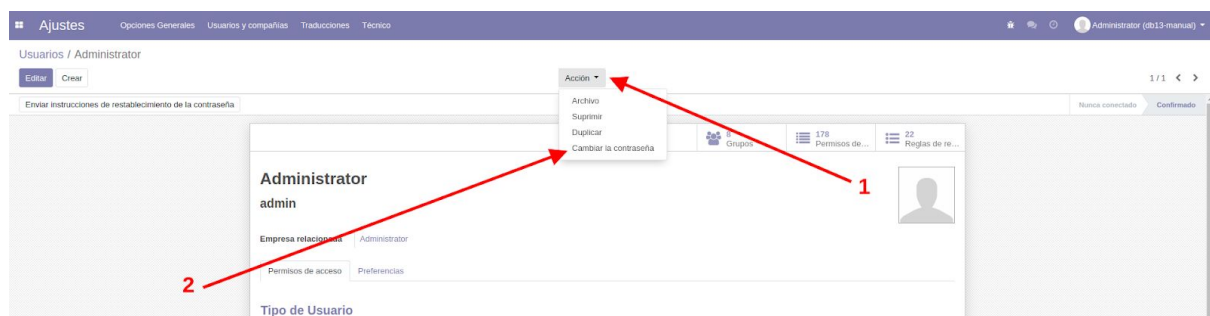 Ajustes Opciones Generales Usuarios y compañías Traducciones Técnico Administrator (db13-manual)
Usuarios / Administrator
Editar Crear Acción 1 / 1
Enviar instrucciones de restablecimiento de la contraseña Nunca conectado Confirmado
Archivo
Suprimir
Duplicar
Cambiar la contraseña
8 Grupos
178 Permisos de...
22 Reglas de re...
1
Administrator
admin
Empresa relacionada Administrator
2
Permisos de acceso Preferencias
Tipo de Usuario